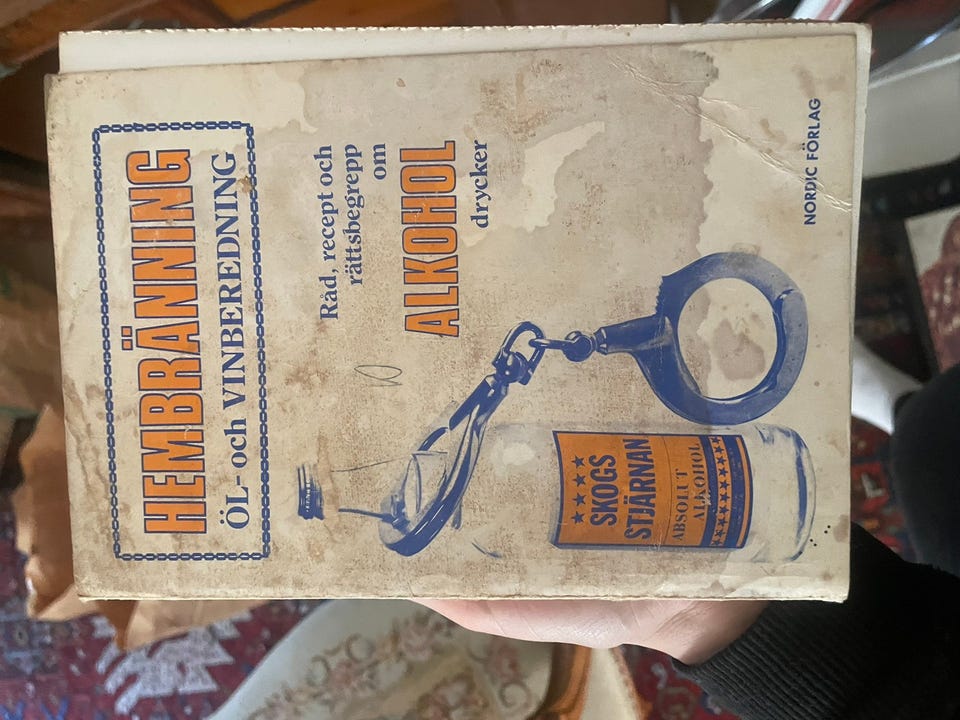 HEMBRÄNNING
ÖL- och VINBEREDNING
Råd, recept och
rättsbegrepp
om
ALKOHOL
drycker
SKOGS
STJÄRNAN
ABSOLUT
ALKOHOL
NORDIC FÖRLAG